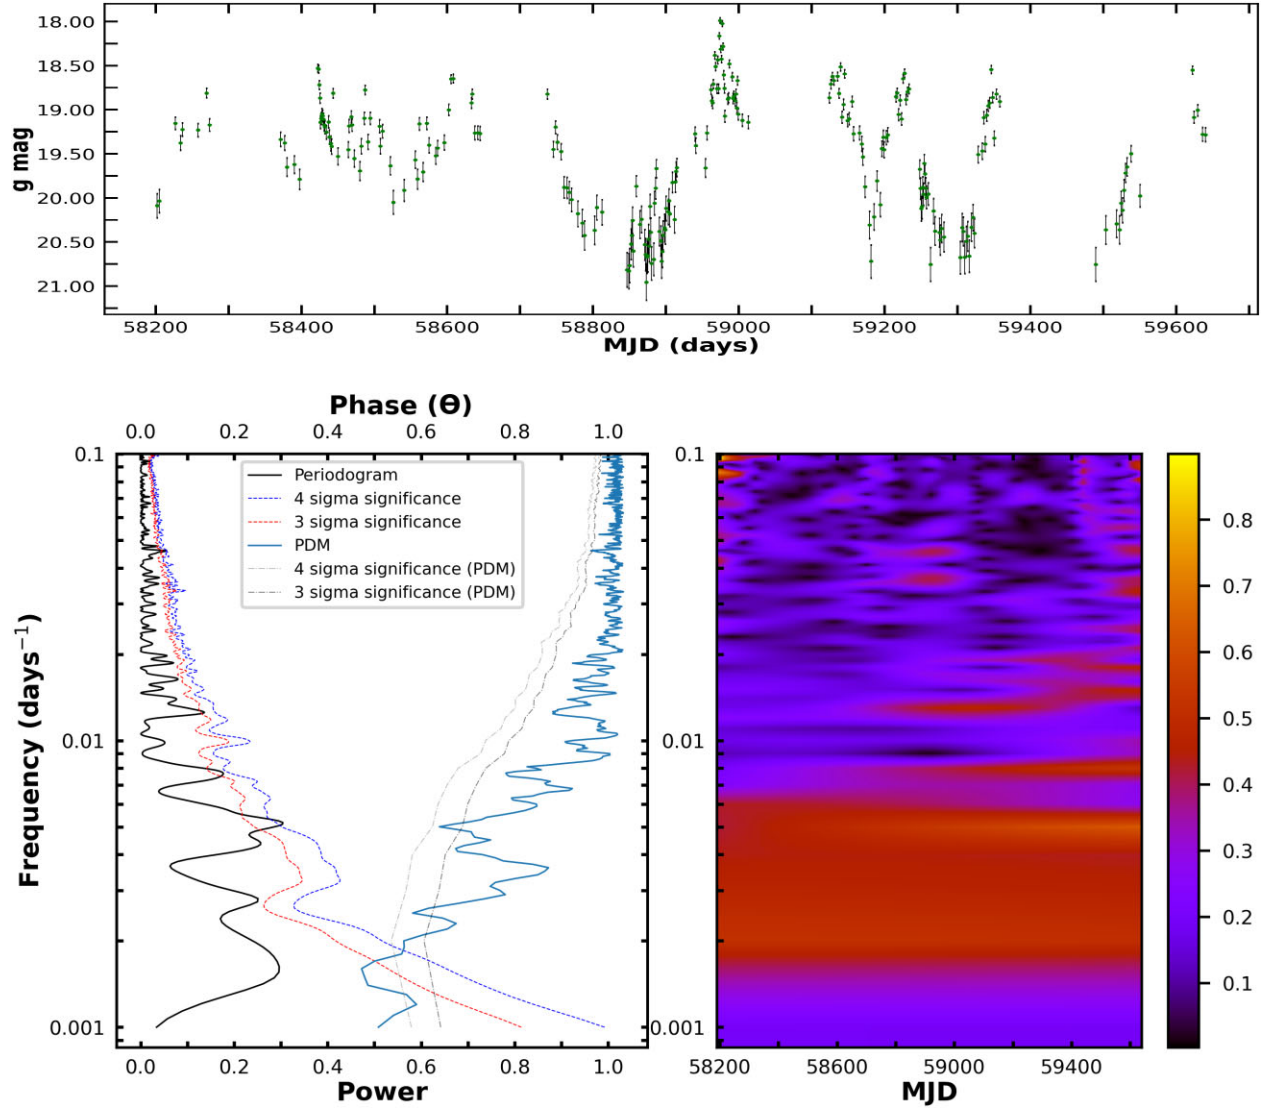 18.00
18.50
19.00
19.50
20.00
20.50
21.00
g mag
58200 58400 58600 58800 59000 59200 59400 59600
MJD (days)
Phase (Θ)
0.0 0.2 0.4 0.6 0.8 1.0
Periodogram
4 sigma significance
3 sigma significance
PDM
4 sigma significance (PDM)
3 sigma significance (PDM)
0.1
0.01
0.001
Frequency (days⁻¹)
0.0 0.2 0.4 0.6 0.8 1.0
Power
0.1
0.01
0.001
58200 58600 59000 59400
MJD
0.8
0.7
0.6
0.5
0.4
0.3
0.2
0.1